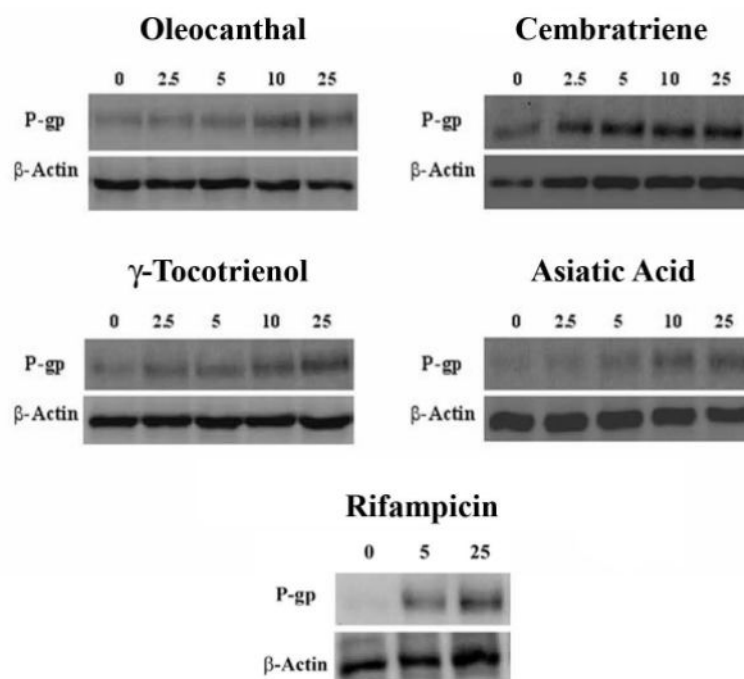 Oleocanthal
0 2.5 5 10 25
P-gp
β-Actin
Cembratriene
0 2.5 5 10 25
P-gp
β-Actin
γ-Tocotrienol
0 2.5 5 10 25
P-gp
β-Actin
Asiatic Acid
0 2.5 5 10 25
P-gp
β-Actin
Rifampicin
0 5 25
P-gp
β-Actin